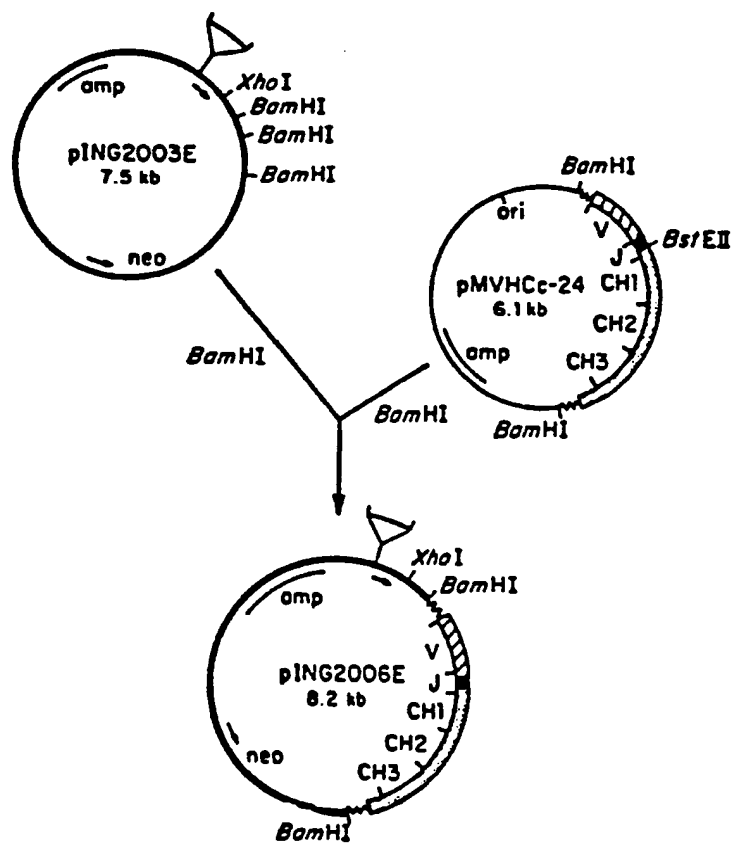 amp
XhoI
BamHI
BamHI
BamHI
pING2003E
7.5 kb
neo
BamHI
ori
V
J
BstEII
pMVHCc-24
6.1 kb
CH1
CH2
CH3
amp
BamHI
BamHI
BamHI
XhoI
BamHI
amp
V
pING2006E
8.2 kb
J
CH1
CH2
CH3
neo
BamHI